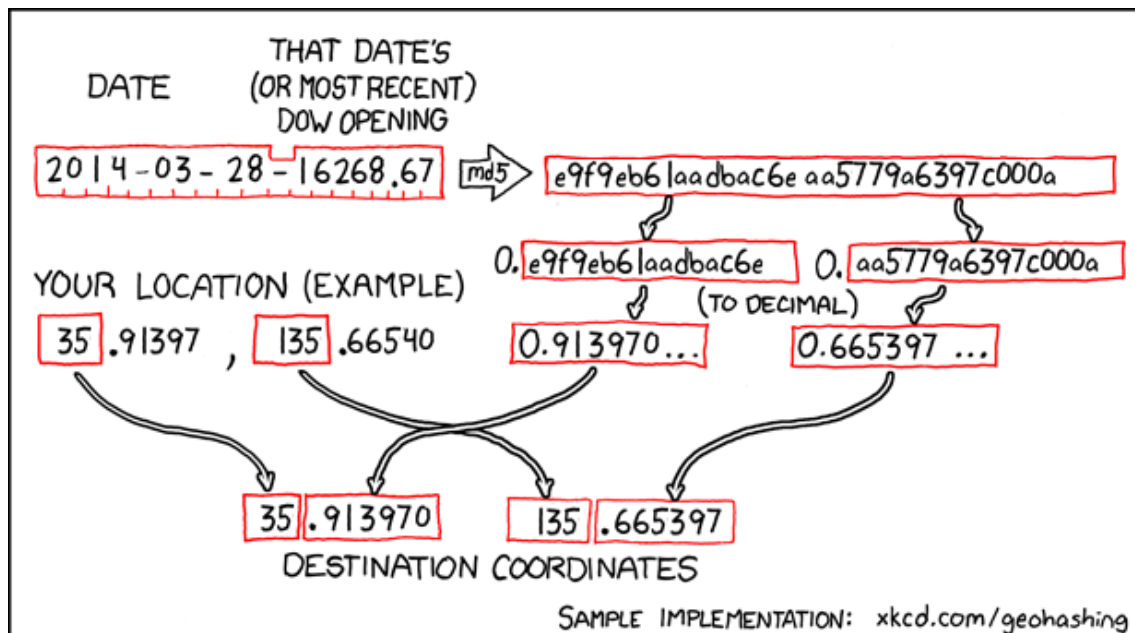 DATE
THAT DATE'S
(OR MOST RECENT)
DOW OPENING
2014-03-28-16268.67
md5
e9f9eb61aadbac6eaa5779a6397c000a
0.e9f9eb61aadbac6e
0.aa5779a6397c000a
(TO DECIMAL)
0.913970...
0.665397 ...
YOUR LOCATION (EXAMPLE)
35.91397, 135.66540
35.913970
135.665397
DESTINATION COORDINATES
SAMPLE IMPLEMENTATION: xkcd.com/geohashing